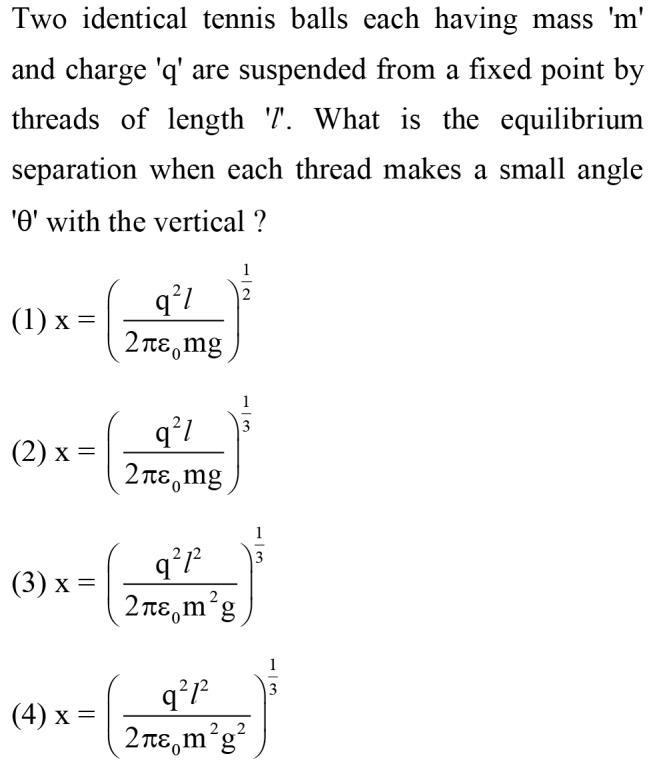 Two identical tennis balls each having mass 'm'
and charge 'q' are suspended from a fixed point by
threads of length 'l'. What is the equilibrium
separation when each thread makes a small angle
'θ' with the vertical ?
(1) x = (q²l / 2πε₀mg)^(1/2)
(2) x = (q²l / 2πε₀mg)^(1/3)
(3) x = (q²l² / 2πε₀m²g)^(1/3)
(4) x = (q²l² / 2πε₀m²g²)^(1/3)